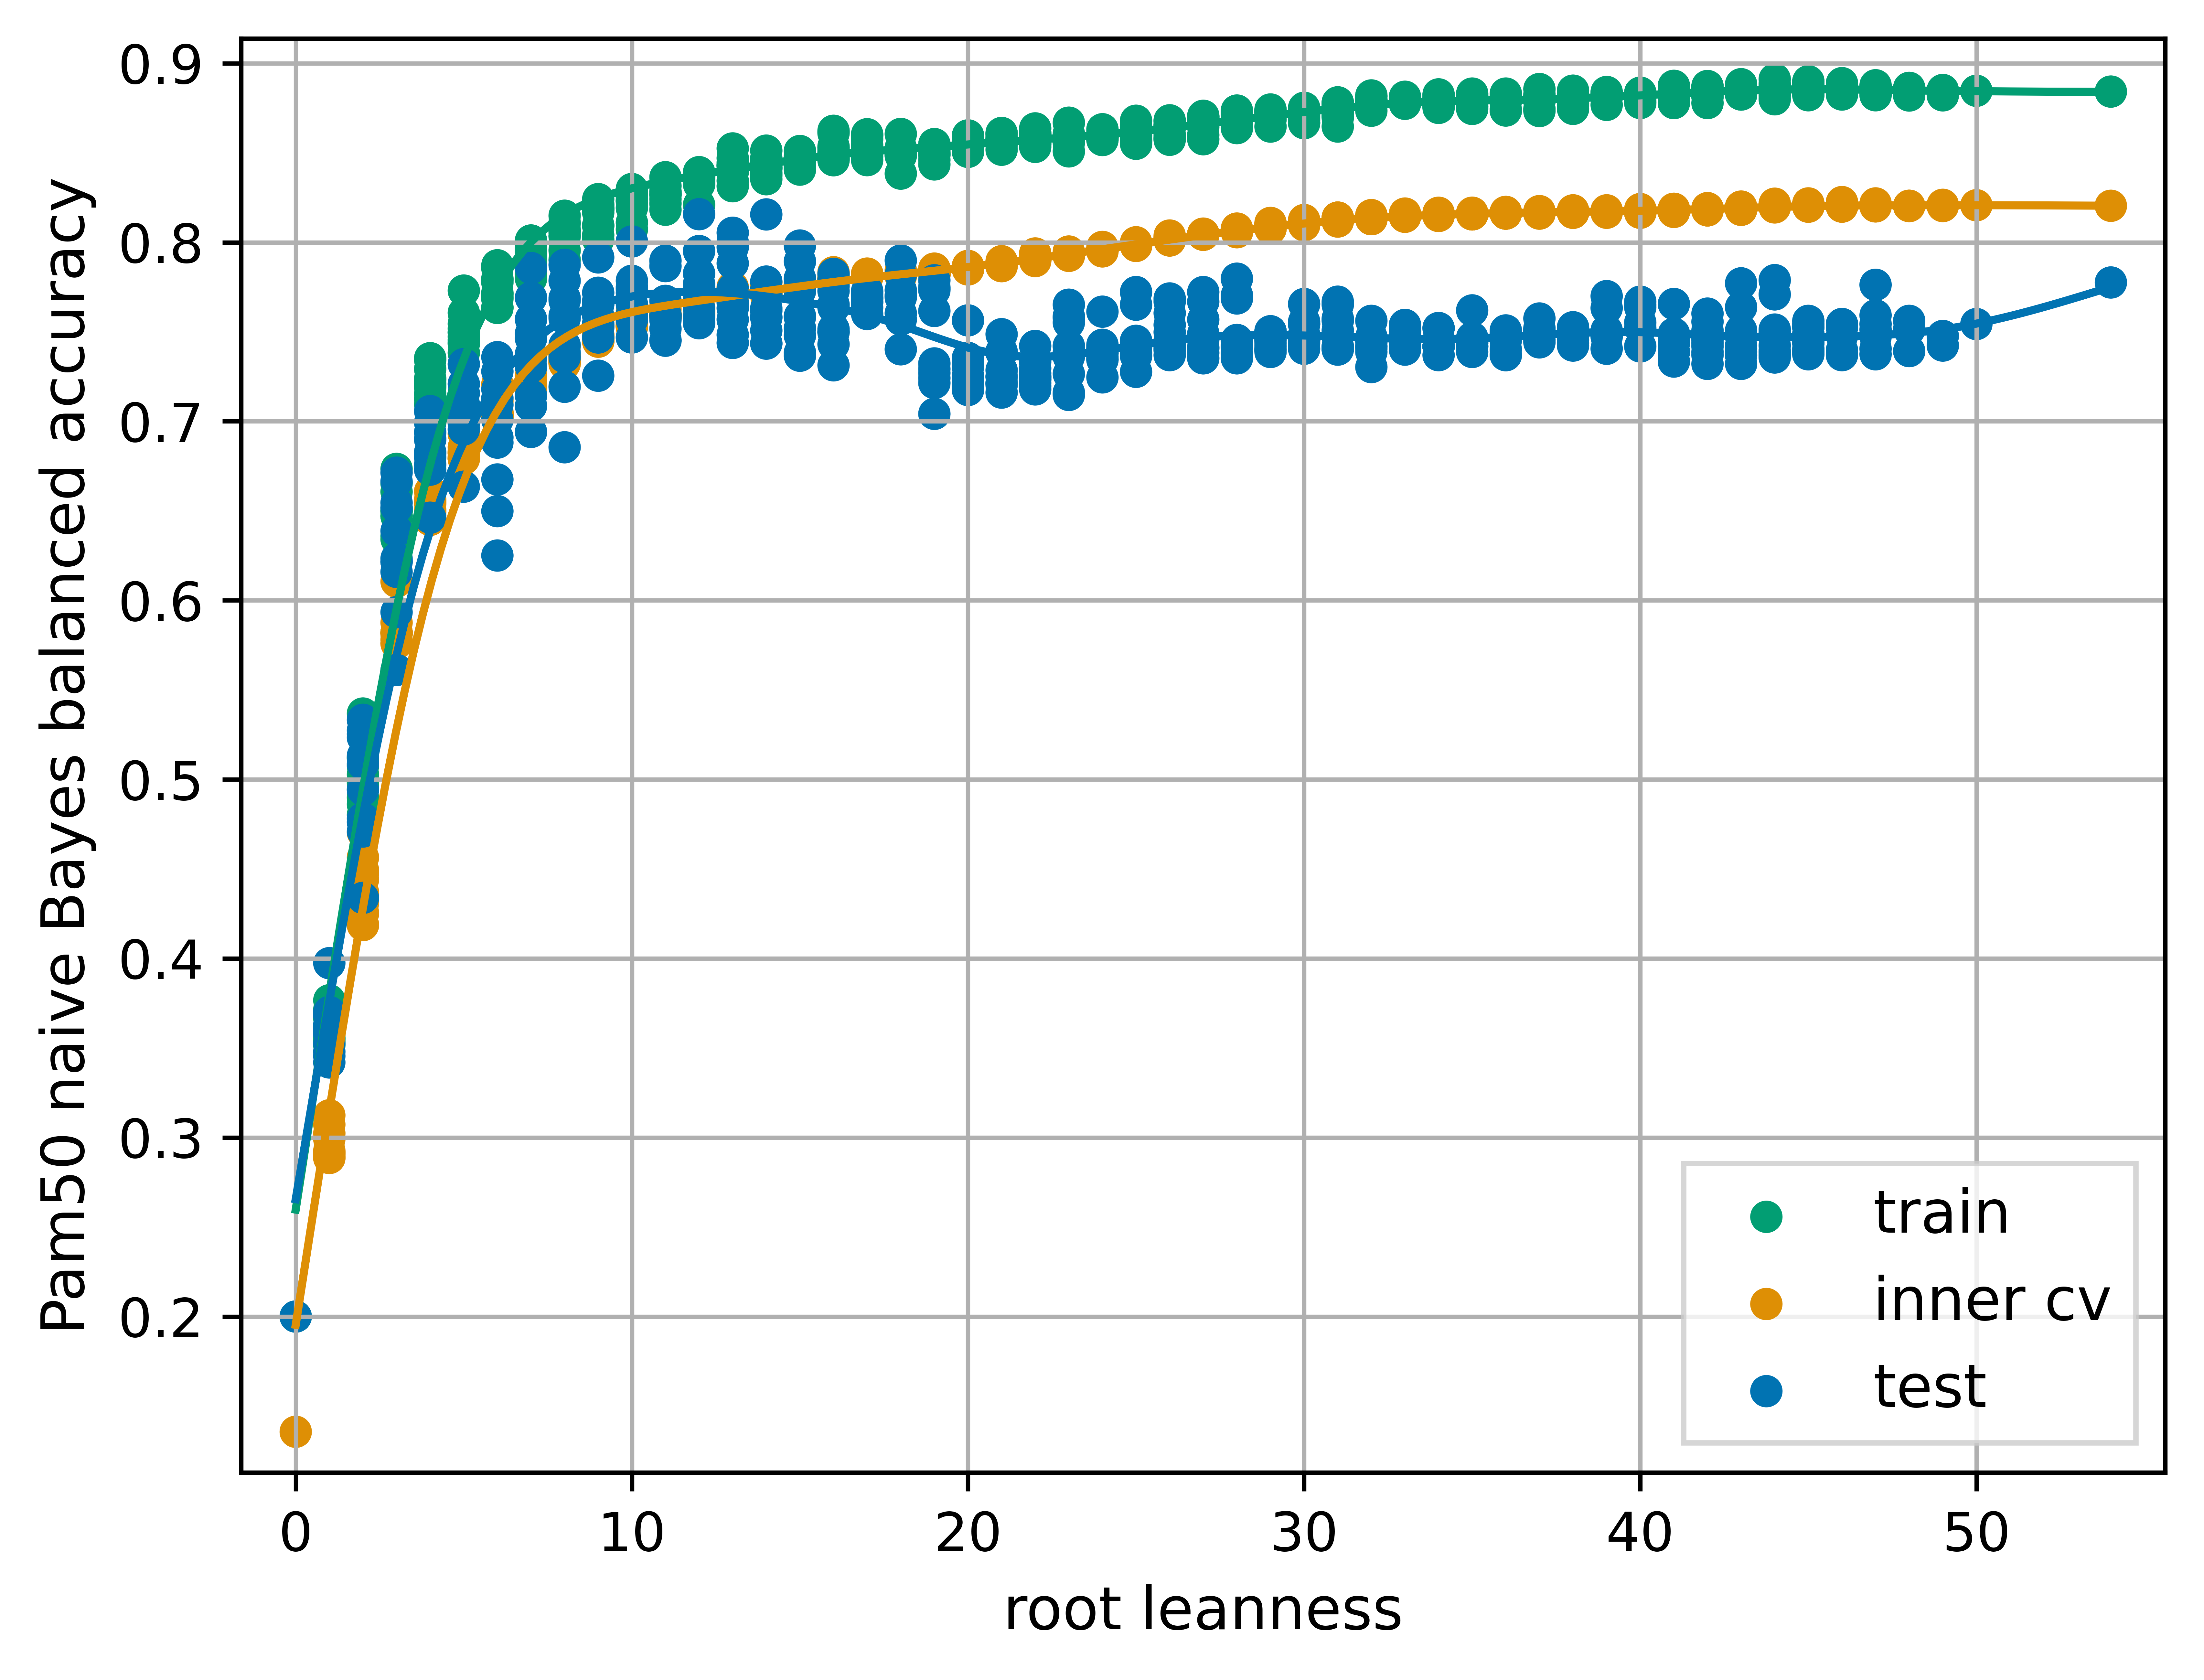 Pam50 naive Bayes balanced accuracy
0.9
0.8
0.7
0.6
0.5
0.4
0.3
0.2
0 10 20 30 40 50
root leanness
train
inner cv
test